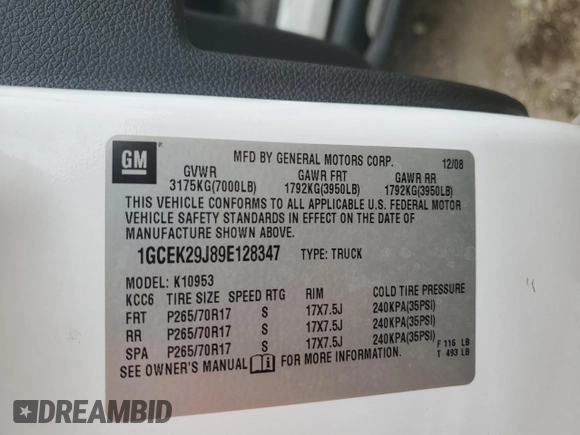 GM
MFD BY GENERAL MOTORS CORP. 12/08
GVWR GAWR FRT GAWR RR
3175KG(7000LB) 1792KG(3950LB) 1792KG(3950LB)
THIS VEHICLE CONFORMS TO ALL APPLICABLE U.S. FEDERAL MOTOR
VEHICLE SAFETY STANDARDS IN EFFECT ON THE DATE OF
MANUFACTURE SHOWN ABOVE.
1GCEK29J89E128347 TYPE: TRUCK
MODEL: K10953
KCC6 TIRE SIZE SPEED RTG RIM COLD TIRE PRESSURE
FRT P265/70R17 S 17X7.5J 240KPA(35PSI)
RR P265/70R17 S 17X7.5J 240KPA(35PSI)
SPA P265/70R17 S 17X7.5J 240KPA(35PSI)
F 116 LB
T 493 LB
SEE OWNER'S MANUAL FOR MORE INFORMATION.
DREAMBID